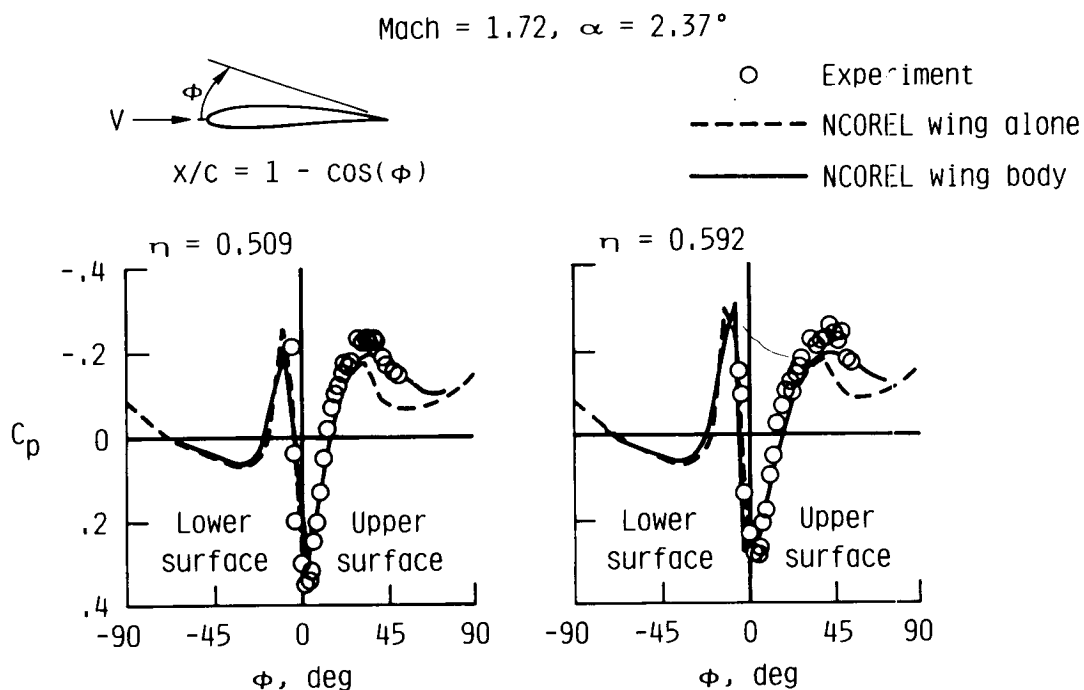 Mach = 1.72, α = 2.37°
Φ
V
x/c = 1 - cos(Φ)
Experiment
NCOREL wing alone
NCOREL wing body
η = 0.509
η = 0.592
-.4
-.2
C_p
0
.2
.4
Lower surface
Upper surface
Lower surface
Upper surface
-90
-45
0
45
90
-90
-45
0
45
90
Φ, deg
Φ, deg